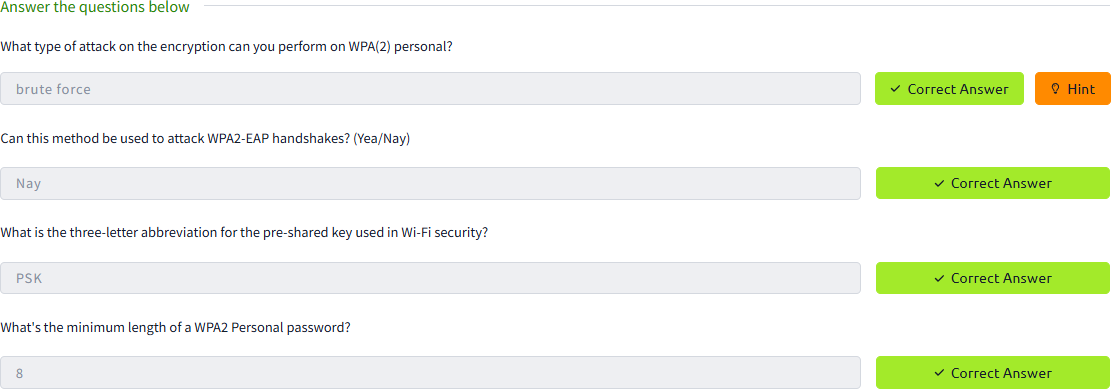 Answer the questions below
What type of attack on the encryption can you perform on WPA(2) personal?
brute force
Correct Answer
Hint
Can this method be used to attack WPA2-EAP handshakes? (Yea/Nay)
Nay
Correct Answer
What is the three-letter abbreviation for the pre-shared key used in Wi-Fi security?
PSK
Correct Answer
What's the minimum length of a WPA2 Personal password?
8
Correct Answer